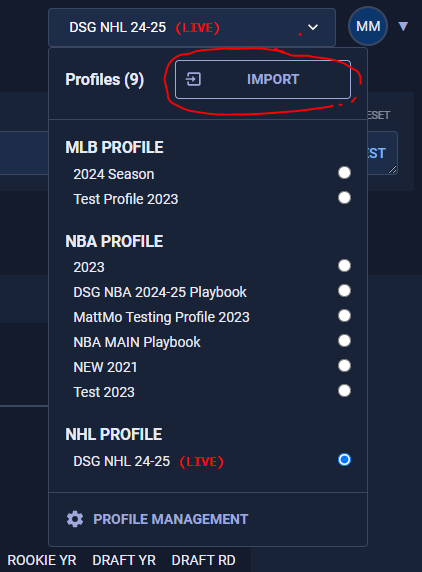 DSG NHL 24-25 (LIVE)
MM
Profiles (9)
IMPORT
ESET
EST
MLB PROFILE
2024 Season
Test Profile 2023
NBA PROFILE
2023
DSG NBA 2024-25 Playbook
MattMo Testing Profile 2023
NBA MAIN Playbook
NEW 2021
Test 2023
NHL PROFILE
DSG NHL 24-25 (LIVE)
PROFILE MANAGEMENT
ROOKIE YR DRAFT YR DRAFT RD